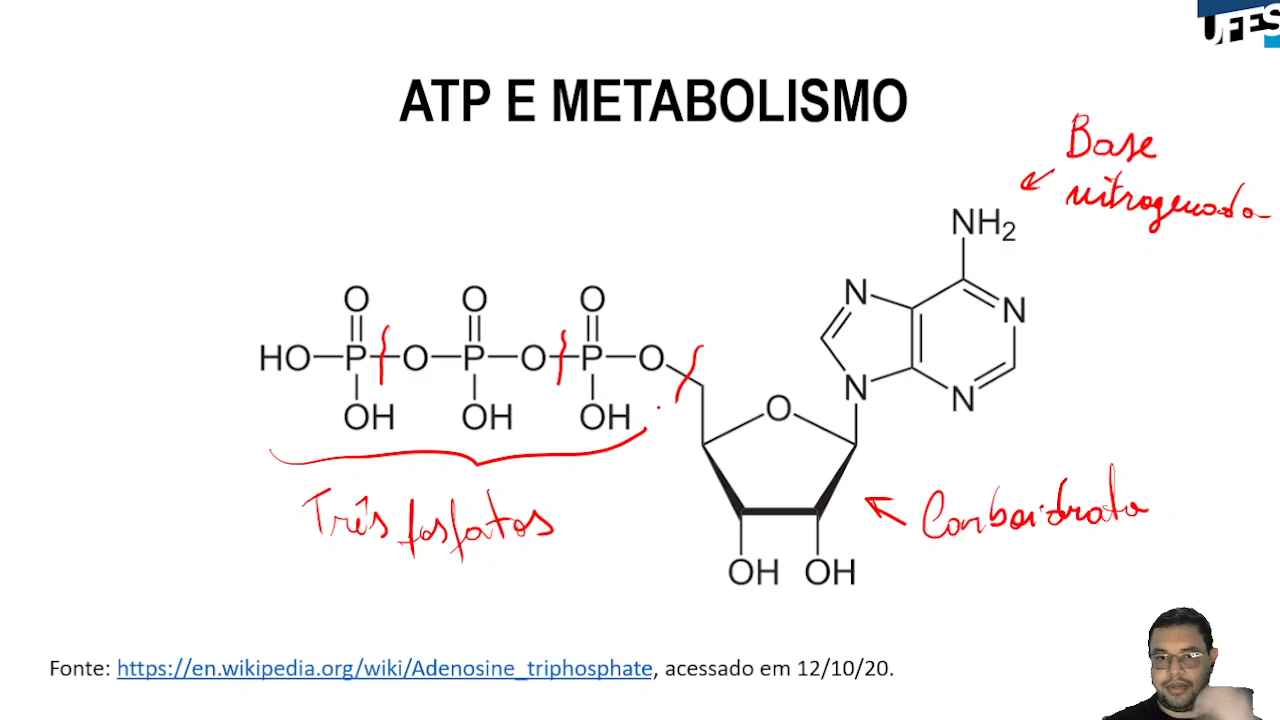 UFES
ATP E METABOLISMO
Base
nitrogenada
NH2
N N
O O O
HO P O P O P O
N N
OH OH OH
O
Três fosfatos
Carboidrato
OH OH
Fonte: https://en.wikipedia.org/wiki/Adenosine_triphosphate, acessado em 12/10/20.